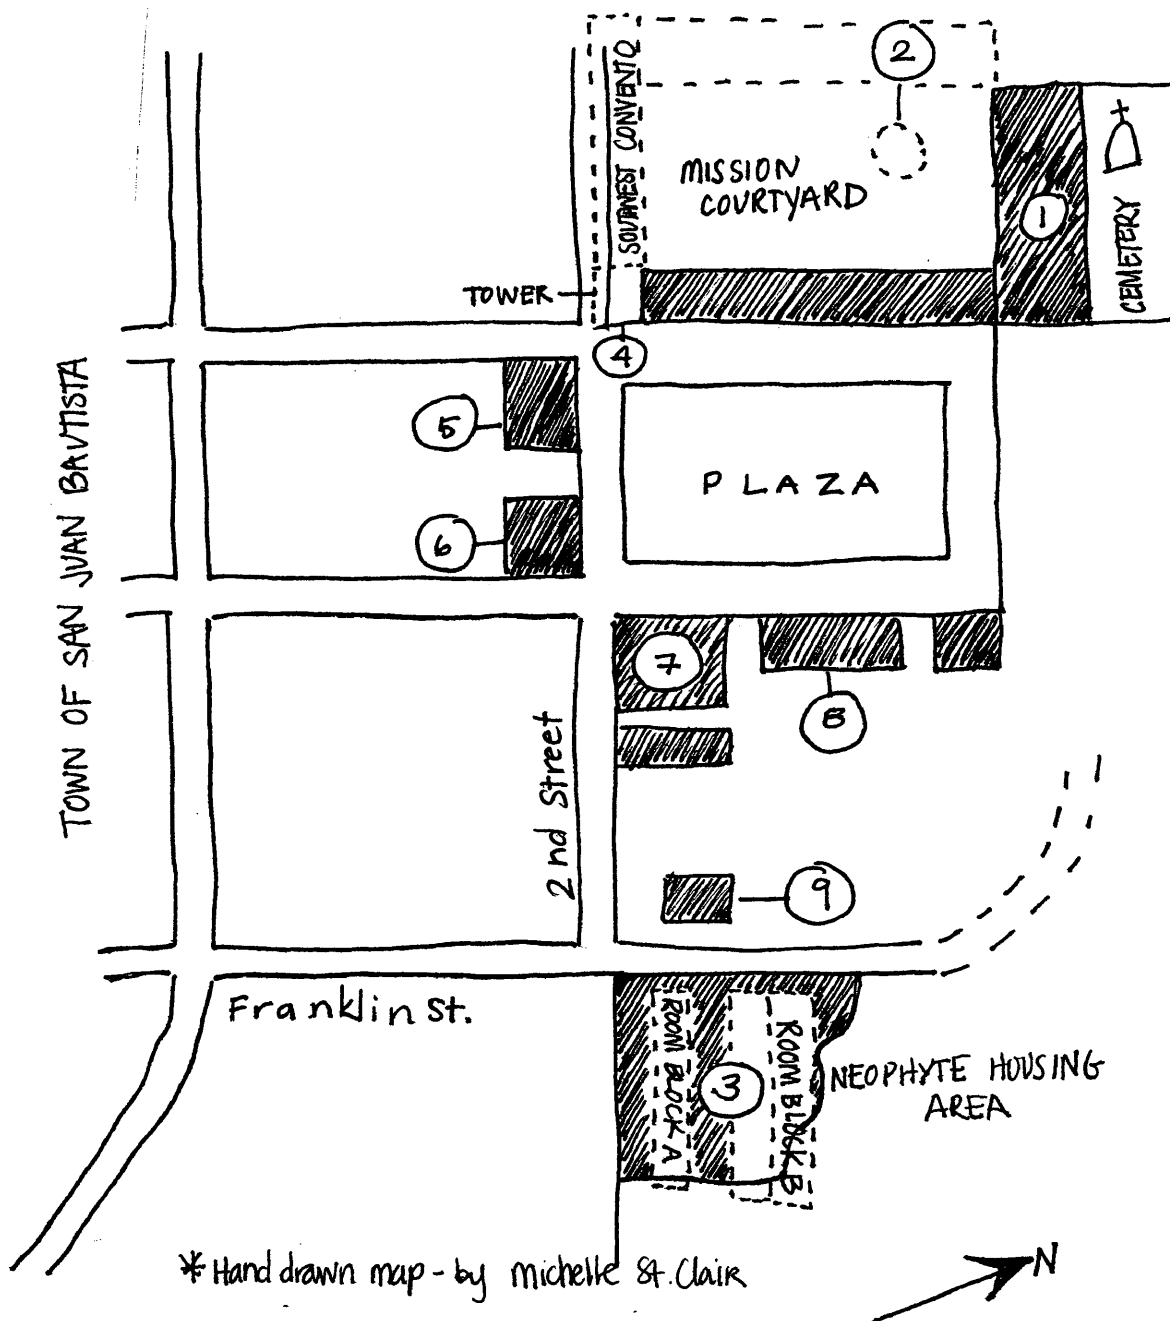 2
SOUTHWEST CONVENTO
MISSION
COURTYARD
1
CEMETERY
TOWER
4
5
PLAZA
6
TOWN OF SAN JUAN BAUTISTA
7
8
2nd Street
9
Franklin St.
ROOM BLOCK A
3
ROOM BLOCK B
NEOPHYTE HOUSING
AREA
* Hand drawn map - by michelle St. Clair
N